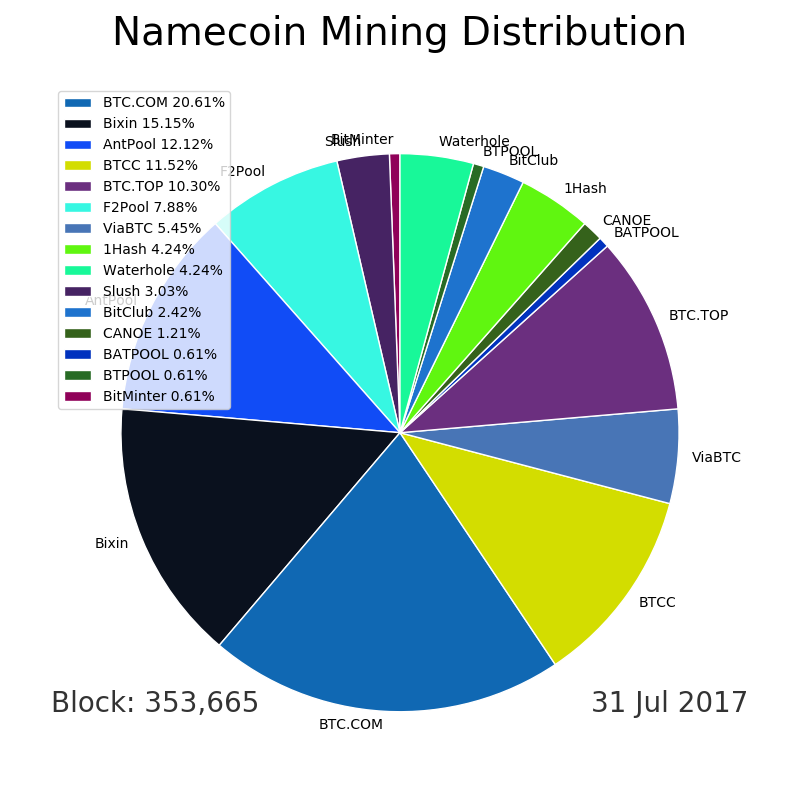 Namecoin Mining Distribution
BTC.COM 20.61%
Bixin 15.15%
AntPool 12.12%
BTCC 11.52%
BTC.TOP 10.30%
F2Pool 7.88%
ViaBTC 5.45%
1Hash 4.24%
Waterhole 4.24%
Slush 3.03%
BitClub 2.42%
CANOE 1.21%
BATPOOL 0.61%
BTPOOL 0.61%
BitMinter 0.61%
BitMinter
Slush
Waterhole
BTPOOL
BitClub
F2Pool
1Hash
CANOE
BATPOOL
AntPool
BTC.TOP
ViaBTC
Bixin
BTCC
BTC.COM
Block: 353,665
31 Jul 2017